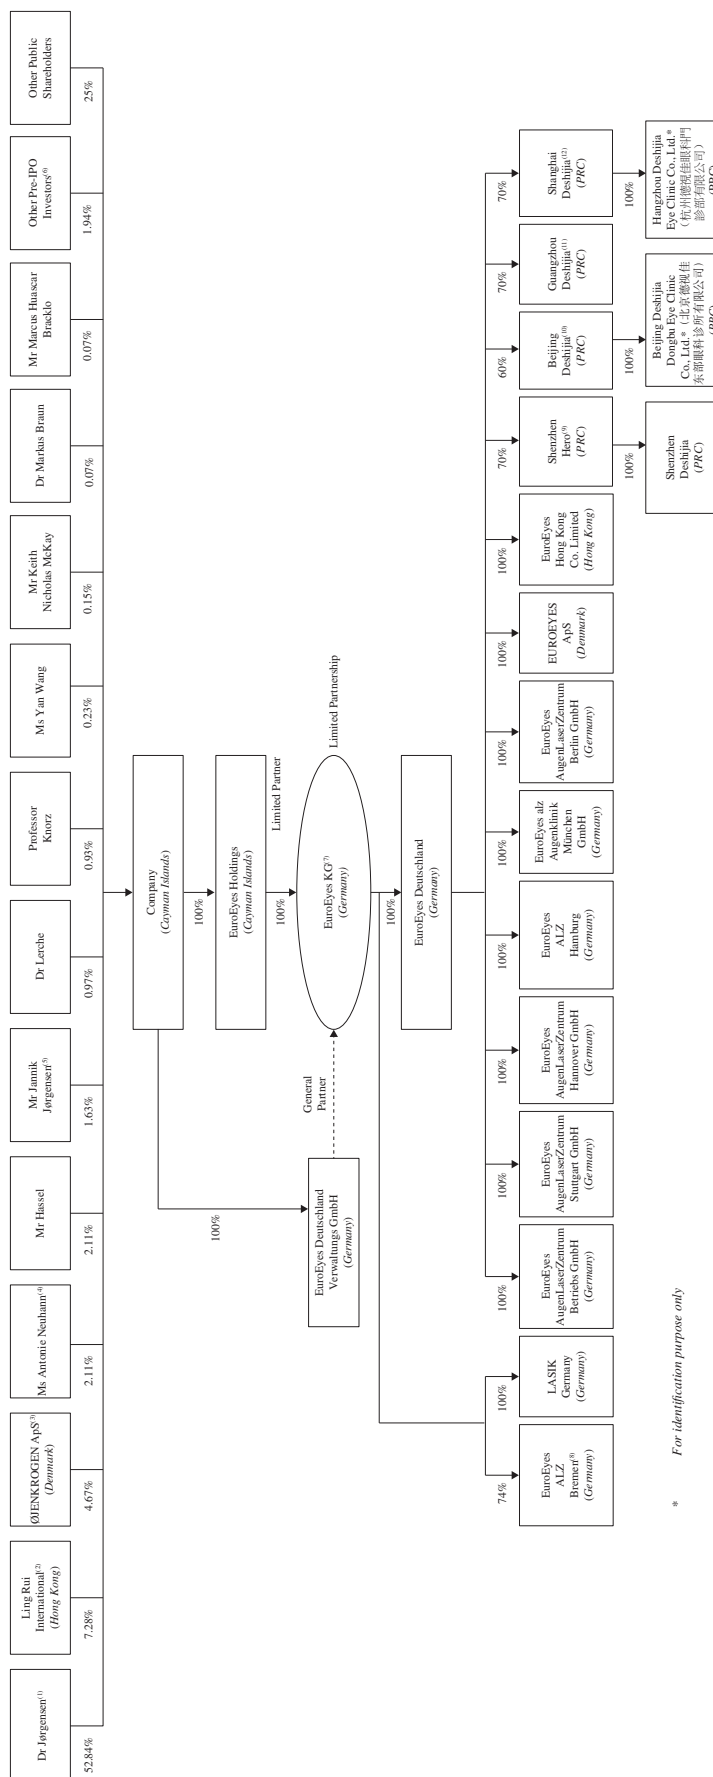 Dr Jørgensen(1)
52.84%
Ling Rui
International(2)
(Hong Kong)
7.28%
ØJENKROGEN ApS(3)
(Denmark)
4.67%
Ms Antonie Neuhann(4)
2.11%
Mr Hassel
2.11%
Mr Jannik
Jørgensen(5)
1.63%
Dr Lerche
0.97%
Professor
Knorz
0.93%
Ms Yan Wang
0.23%
Mr Keith
Nicholas McKay
0.15%
Dr Markus Braun
0.07%
Mr Marcus Huascar
Bracklo
0.07%
Other Pre-IPO
Investors(6)
1.94%
Other Public
Shareholders
25%
Company
(Cayman Islands)
100%
100%
EuroEyes Holdings
(Cayman Islands)
100%
Limited Partner
EuroEyes Deutschland
Verwaltungs GmbH
(Germany)
General
Partner
EuroEyes KG(7)
(Germany)
Limited Partnership
100%
EuroEyes Deutschland
(Germany)
74%
EuroEyes
ALZ
Bremen(8)
(Germany)
100%
LASIK
Germany
(Germany)
100%
EuroEyes
AugenLaserZentrum
Betriebs GmbH
(Germany)
100%
EuroEyes
AugenLaserZentrum
Stuttgart GmbH
(Germany)
100%
EuroEyes
AugenLaserZentrum
Hannover GmbH
(Germany)
100%
EuroEyes
ALZ
Hamburg
(Germany)
100%
EuroEyes alz
Augenklinik
München
GmbH
(Germany)
100%
EuroEyes
AugenLaserZentrum
Berlin GmbH
(Germany)
100%
EUROEYES
ApS
(Denmark)
100%
EuroEyes
Hong Kong
Co. Limited
(Hong Kong)
70%
Shenzhen
Hero(9)
(PRC)
60%
Beijing
Deshijia(10)
(PRC)
70%
Guangzhou
Deshijia(11)
(PRC)
70%
Shanghai
Deshijia(12)
(PRC)
100%
Shenzhen
Deshijia
(PRC)
100%
Beijing Deshijia
Dongbu Eye Clinic
Co., Ltd.* (北京德视佳
东部眼科诊所有限公司)
(PRC)
100%
Hangzhou Deshijia
Eye Clinic Co., Ltd.*
(杭州德視佳眼科門
診部有限公司)
(PRC)
* For identification purpose only